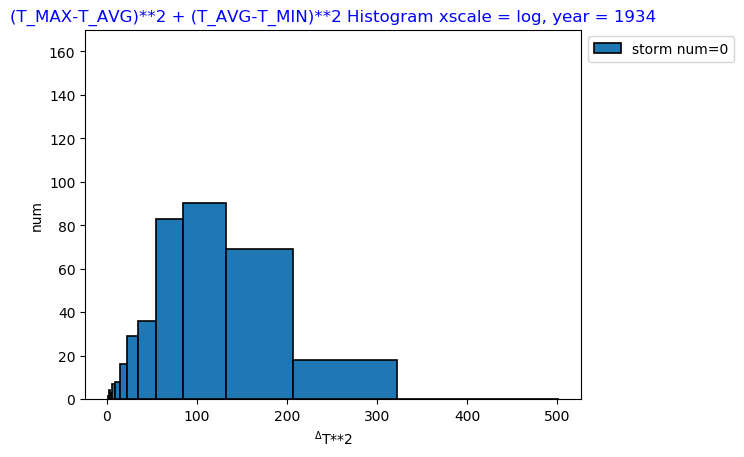 (T_MAX-T_AVG)**2 + (T_AVG-T_MIN)**2 Histogram xscale = log, year = 1934
storm num=0
160
140
120
100
80
60
40
20
0
num
0 100 200 300 400 500
ΔT**2